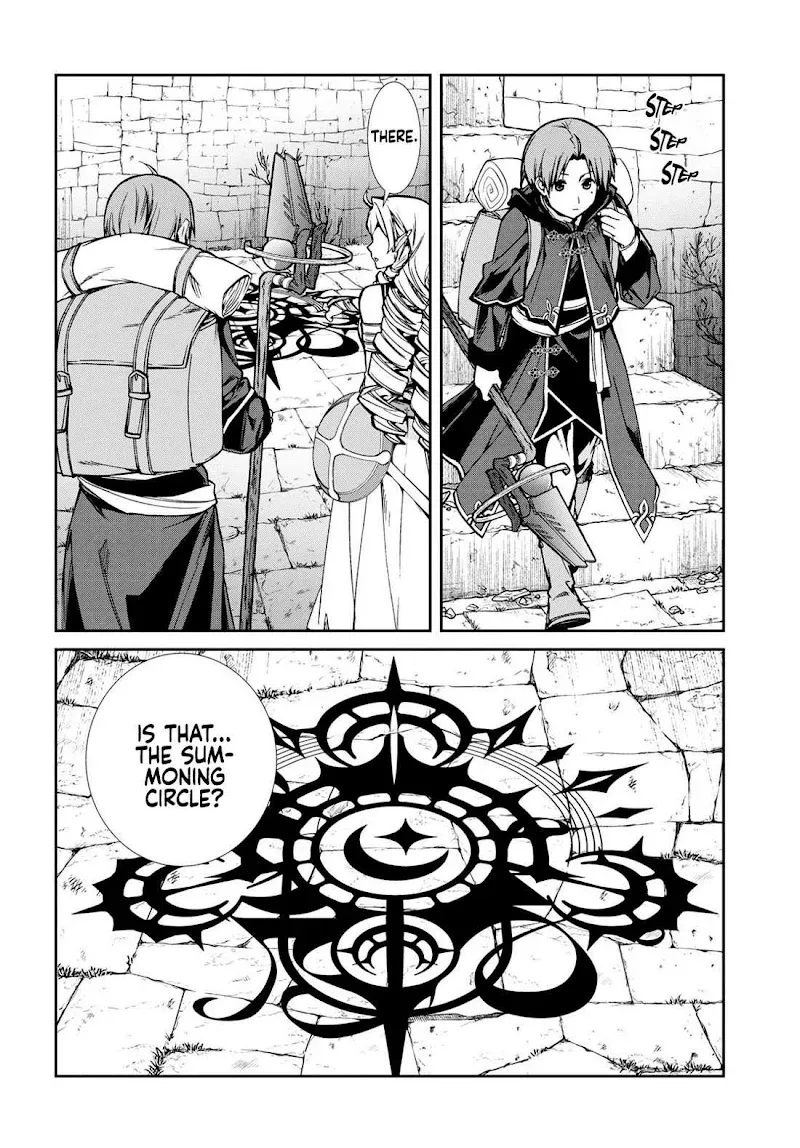 STEP
STEP
STEP
THERE.
IS THAT...
THE SUM-
MONING
CIRCLE?